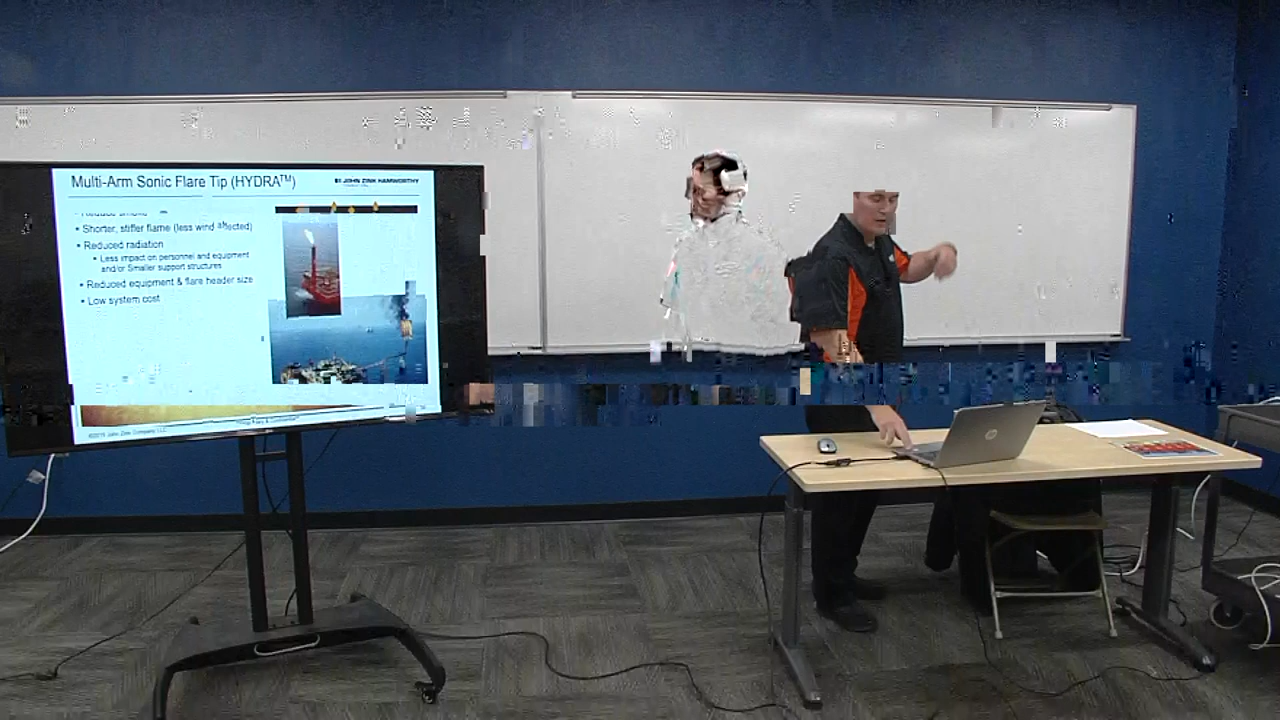 Multi-Arm Sonic Flare Tip (HYDRA™)
JOHN ZINK HAMWORTHY
• Shorter, stiffer flame (less wind affected)
• Reduced radiation
• Less impact on personnel and equipment
and/or Smaller support structures
• Reduced equipment & flare header size
• Low system cost
hp